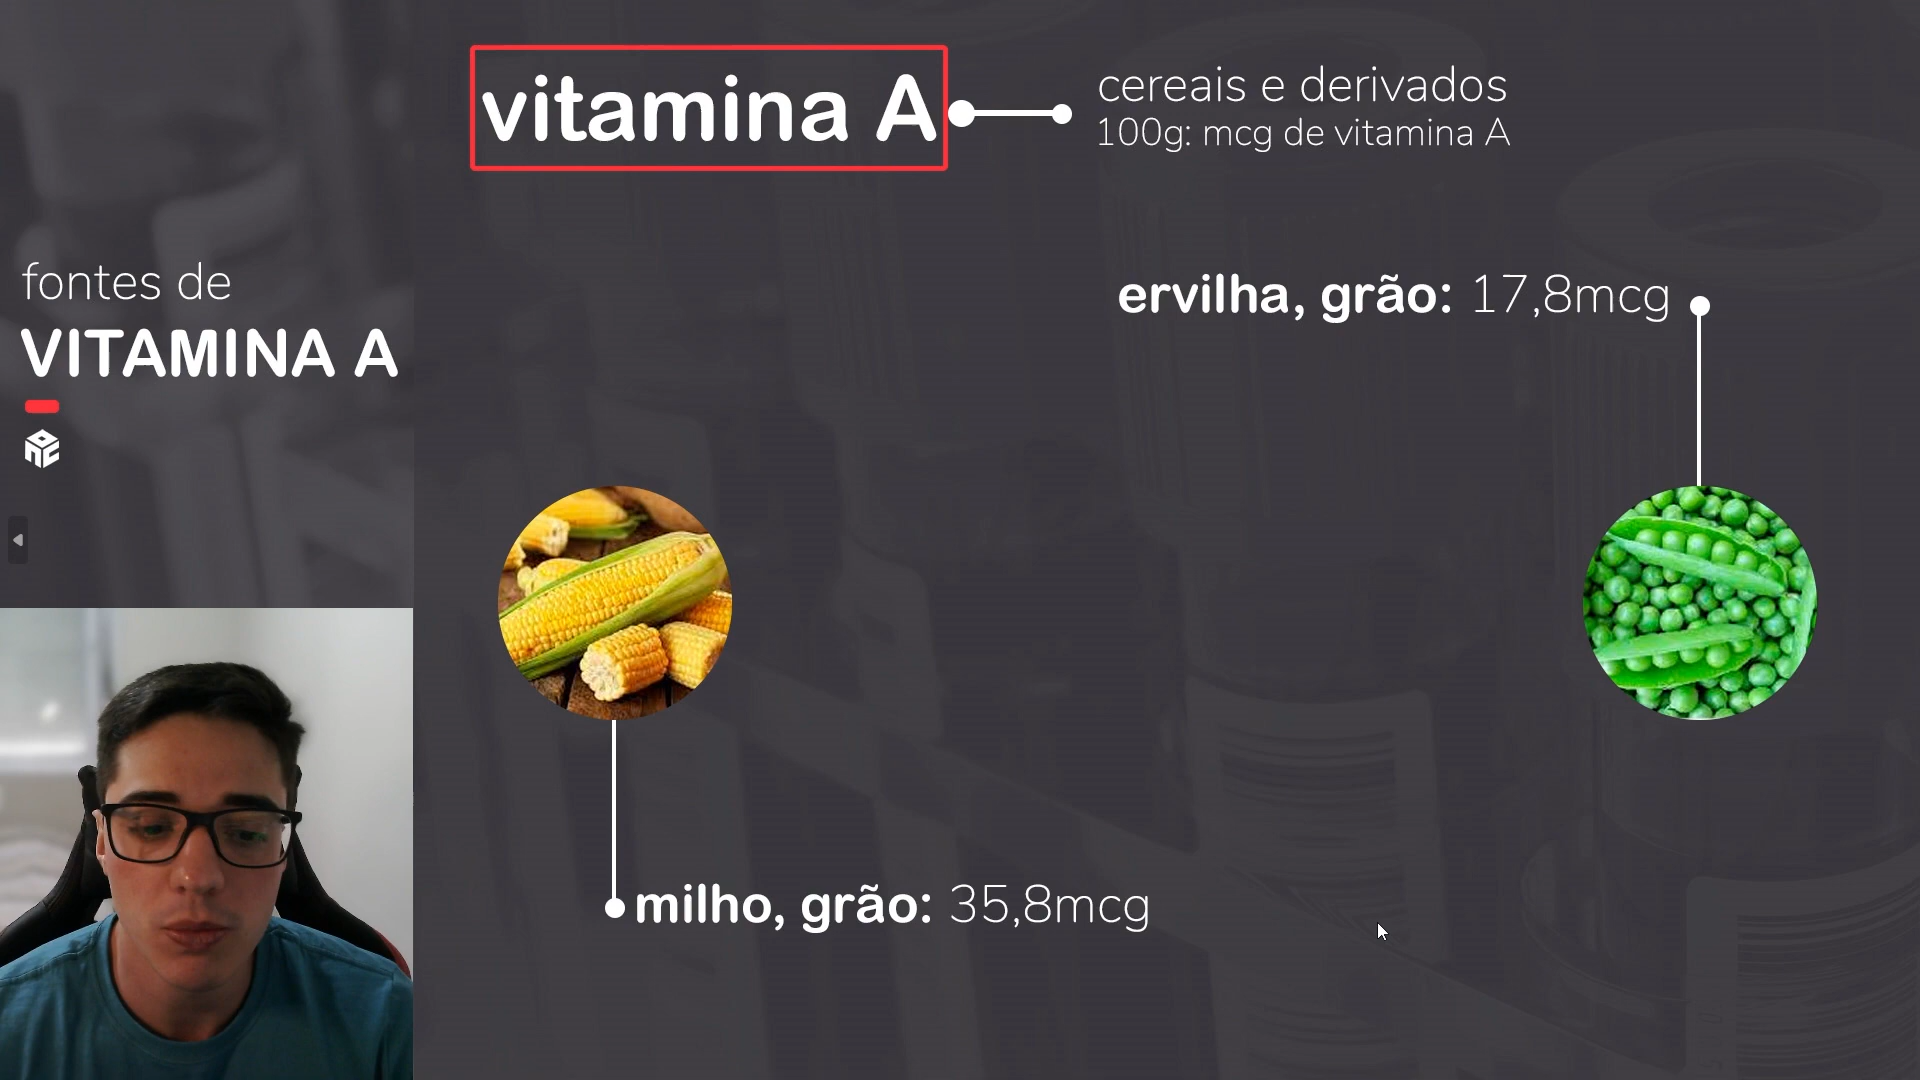 fontes de
VITAMINA A
vitamina A
cereais e derivados
100g: mcg de vitamina A
ervilha, grão: 17,8mcg
milho, grão: 35,8mcg